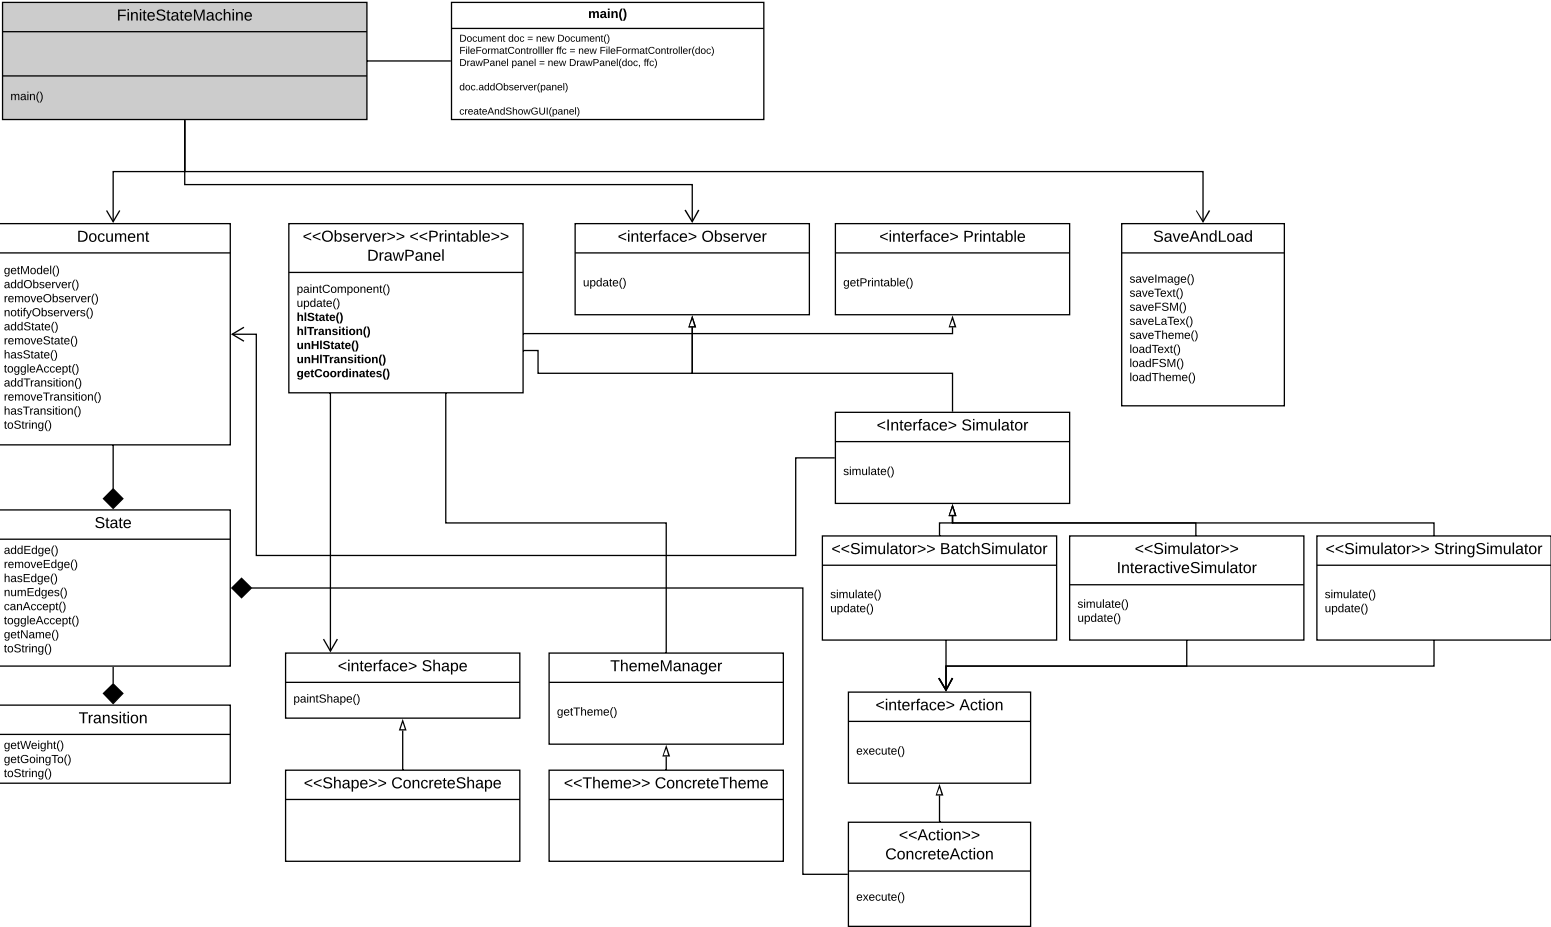 FiniteStateMachine
main()
main()
Document doc = new Document()
FileFormatControlller ffc = new FileFormatController(doc)
DrawPanel panel = new DrawPanel(doc, ffc)
doc.addObserver(panel)
createAndShowGUI(panel)
Document
getModel()
addObserver()
removeObserver()
notifyObservers()
addState()
removeState()
hasState()
toggleAccept()
addTransition()
removeTransition()
hasTransition()
toString()
<<Observer>> <<Printable>>
DrawPanel
paintComponent()
update()
hlState()
hlTransition()
unHlState()
unHlTransition()
getCoordinates()
<interface> Observer
update()
<interface> Printable
getPrintable()
SaveAndLoad
saveImage()
saveText()
saveFSM()
saveLaTex()
saveTheme()
loadText()
loadFSM()
loadTheme()
<Interface> Simulator
simulate()
State
addEdge()
removeEdge()
hasEdge()
numEdges()
canAccept()
toggleAccept()
getName()
toString()
<<Simulator>> BatchSimulator
simulate()
update()
<<Simulator>>
InteractiveSimulator
simulate()
update()
<<Simulator>> StringSimulator
simulate()
update()
Transition
getWeight()
getGoingTo()
toString()
<interface> Shape
paintShape()
ThemeManager
getTheme()
<interface> Action
execute()
<<Shape>> ConcreteShape
<<Theme>> ConcreteTheme
<<Action>>
ConcreteAction
execute()